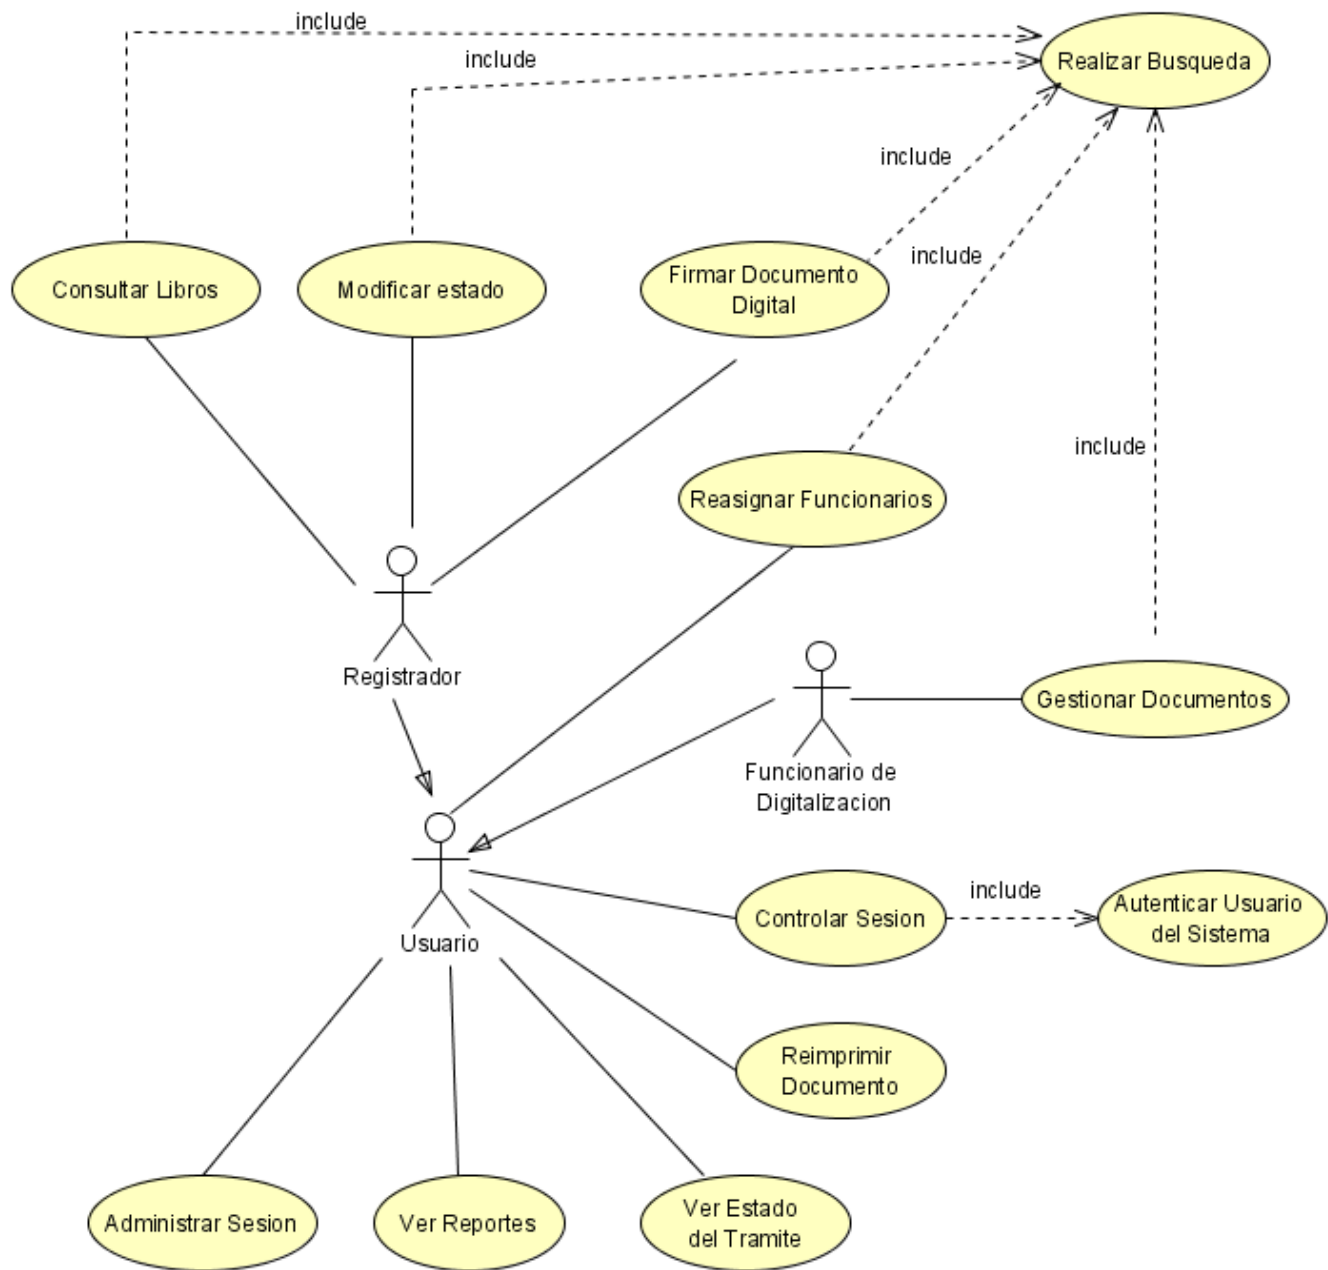 include
include
Realizar Busqueda
include
include
Consultar Libros
Modificar estado
Firmar Documento
Digital
include
Reasignar Funcionarios
Registrador
Gestionar Documentos
Funcionario de
Digitalizacion
Usuario
Controlar Sesion
include
Autenticar Usuario
del Sistema
Reimprimir
Documento
Administrar Sesion
Ver Reportes
Ver Estado
del Tramite